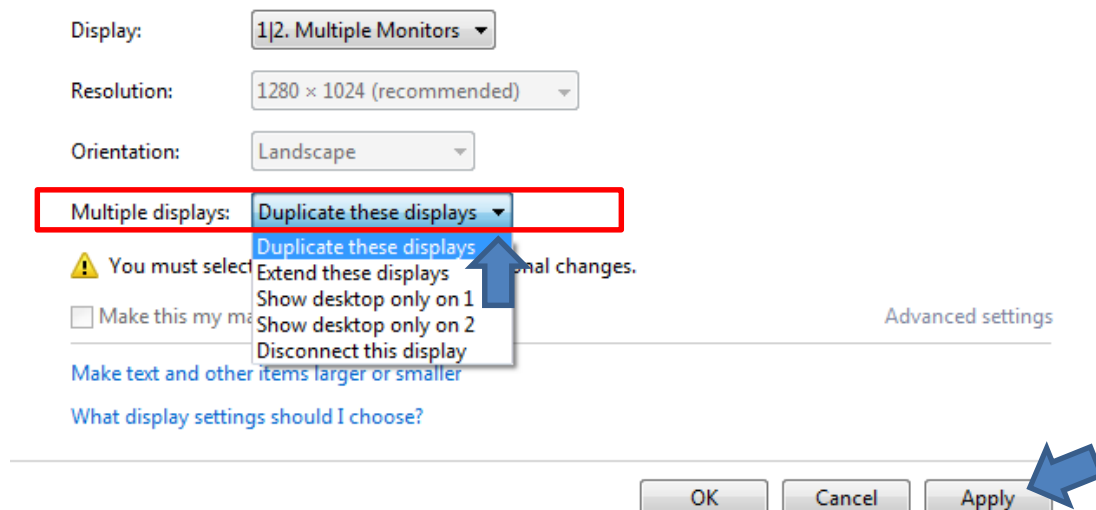 Display: 1|2. Multiple Monitors
Resolution: 1280 × 1024 (recommended)
Orientation: Landscape
Multiple displays: Duplicate these displays
Duplicate these displays
You must select nal changes.
Extend these displays
Show desktop only on 1
Make this my ma Advanced settings
Show desktop only on 2
Disconnect this display
Make text and other items larger or smaller
What display settings should I choose?
OK Cancel Apply